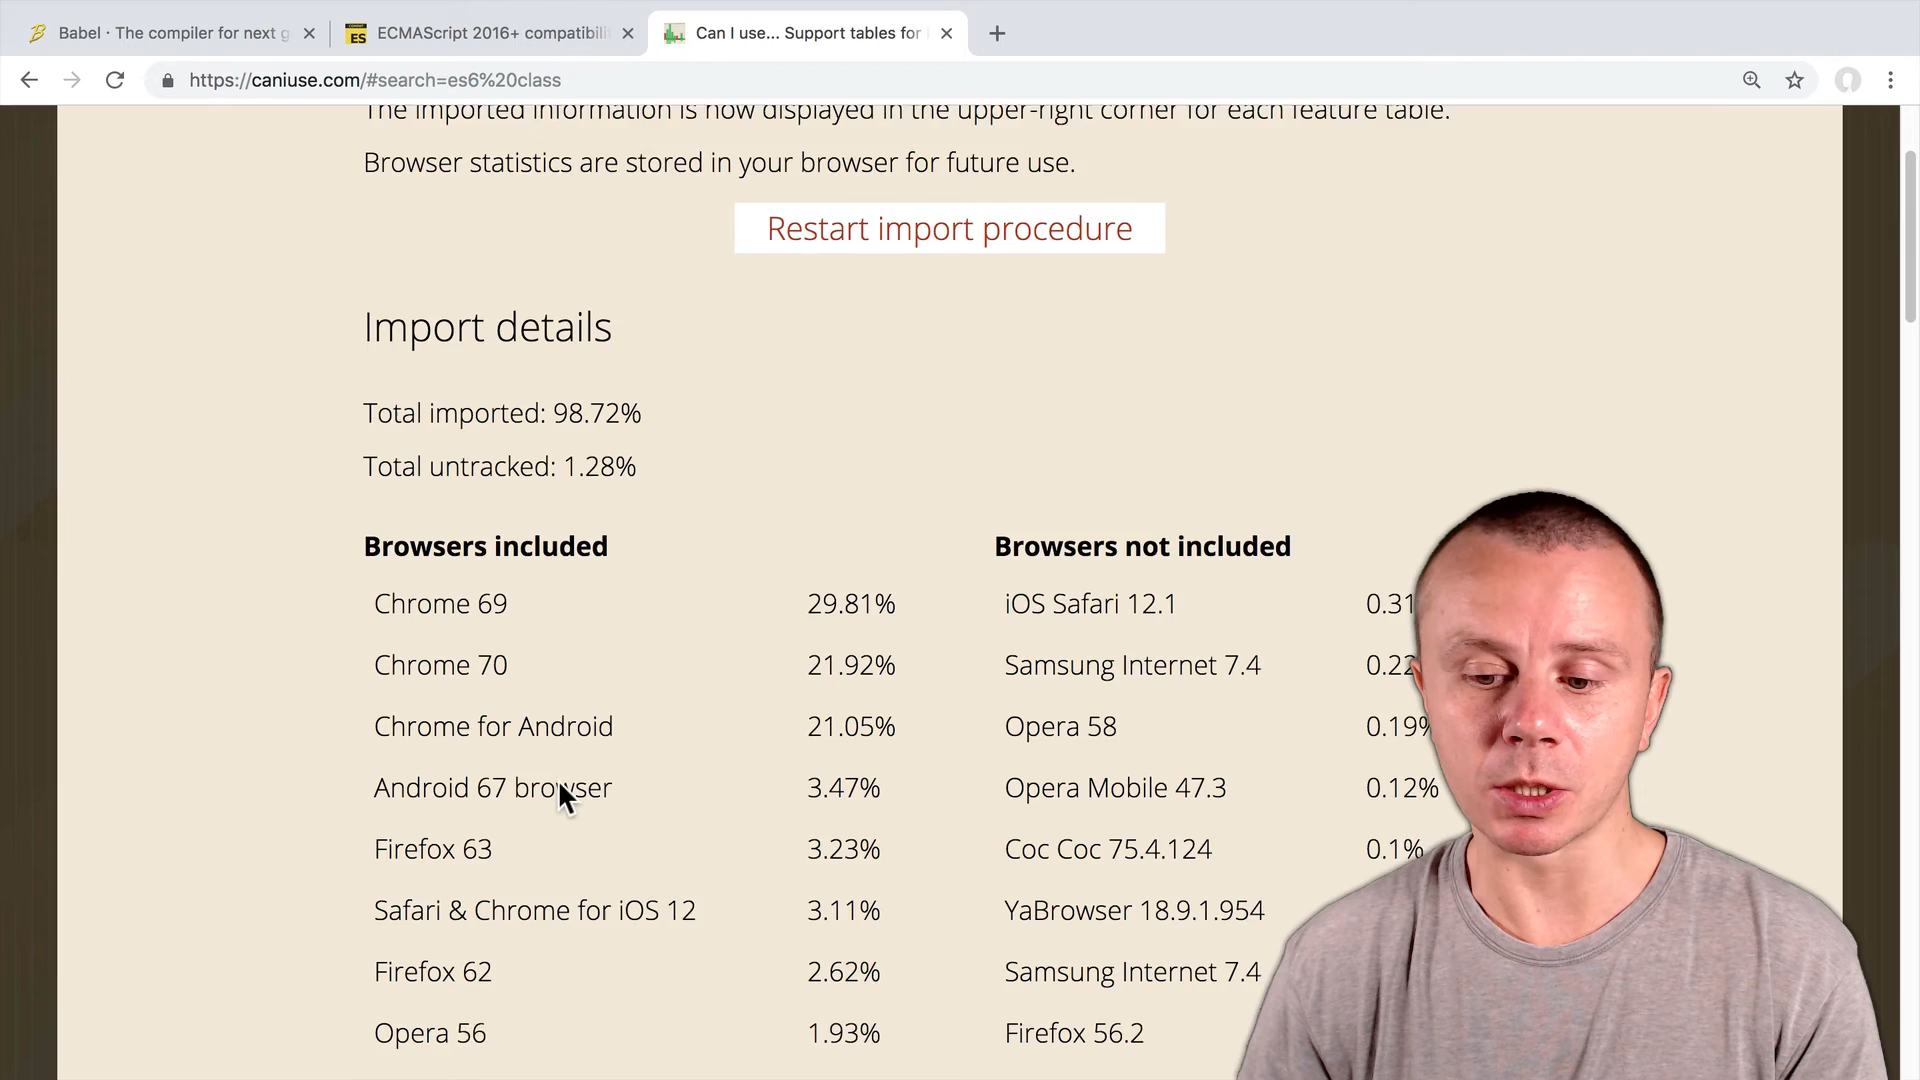 Babel · The compiler for next g
ECMAScript 2016+ compatibili
Can I use... Support tables for
https://caniuse.com/#search=es6%20class
The imported information is now displayed in the upper-right corner for each feature table.
Browser statistics are stored in your browser for future use.
Restart import procedure
Import details
Total imported: 98.72%
Total untracked: 1.28%
Browsers included
Browsers not included
Chrome 69 29.81% iOS Safari 12.1 0.31
Chrome 70 21.92% Samsung Internet 7.4 0.22
Chrome for Android 21.05% Opera 58 0.19%
Android 67 browser 3.47% Opera Mobile 47.3 0.12%
Firefox 63 3.23% Coc Coc 75.4.124 0.1%
Safari & Chrome for iOS 12 3.11% YaBrowser 18.9.1.954
Firefox 62 2.62% Samsung Internet 7.4
Opera 56 1.93% Firefox 56.2